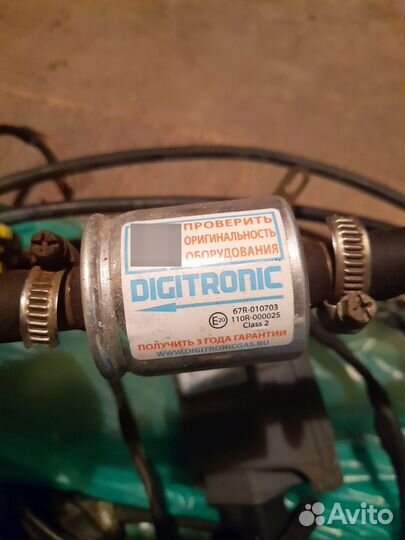 ПРОВЕРИТЬ
ОРИГИНАЛЬНОСТЬ
ОБОРУДОВАНИЯ
DIGITRONIC
E20
67R-010703
110R-000025
Class 2
ПОЛУЧИТЬ 3 ГОДА ГАРАНТИИ
WWW.DIGITRONICGAS.RU
Avito